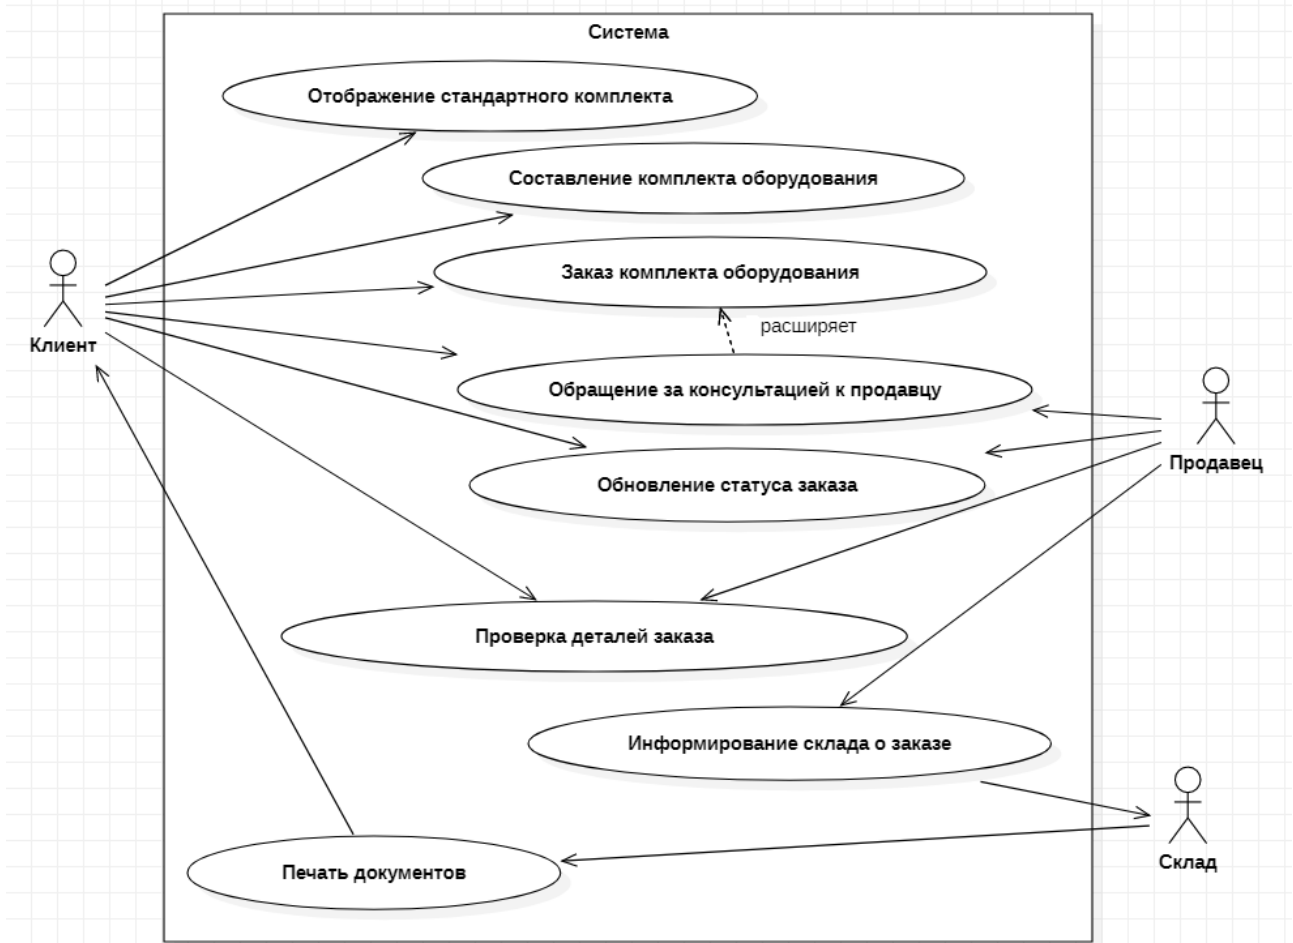 Система
Отображение стандартного комплекта
Составление комплекта оборудования
Заказ комплекта оборудования
расширяет
Клиент
Обращение за консультацией к продавцу
Продавец
Обновление статуса заказа
Проверка деталей заказа
Информирование склада о заказе
Склад
Печать документов